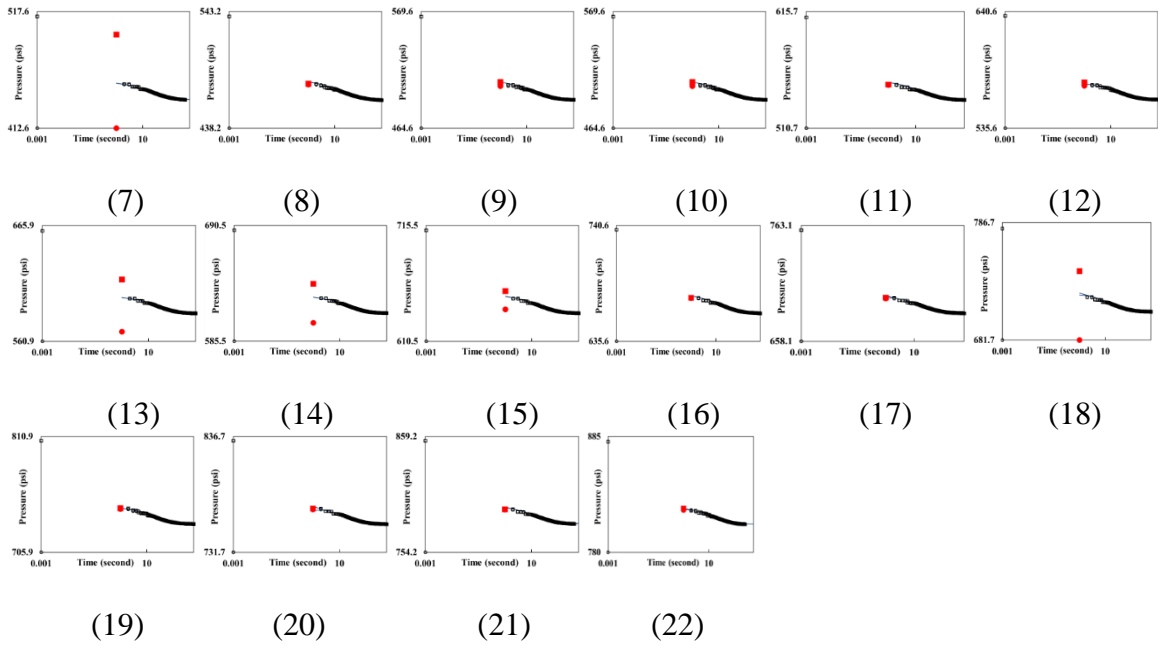 517.6 543.2 569.6 569.6 615.7 640.6
Pressure (psi) Pressure (psi) Pressure (psi) Pressure (psi) Pressure (psi) Pressure (psi)
412.6 438.2 464.6 464.6 510.7 535.6
0.001 Time (second) 10 0.001 Time (second) 10 0.001 Time (second) 10 0.001 Time (second) 10 0.001 Time (second) 10 0.001 Time (second) 10
(7) (8) (9) (10) (11) (12)
665.9 690.5 715.5 740.6 763.1 786.7
Pressure (psi) Pressure (psi) Pressure (psi) Pressure (psi) Pressure (psi) Pressure (psi)
560.9 585.5 610.5 635.6 658.1 681.7
0.001 Time (second) 10 0.001 Time (second) 10 0.001 Time (second) 10 0.001 Time (second) 10 0.001 Time (second) 10 0.001 Time (second) 10
(13) (14) (15) (16) (17) (18)
810.9 836.7 859.2 885
Pressure (psi) Pressure (psi) Pressure (psi) Pressure (psi)
705.9 731.7 754.2 780
0.001 Time (second) 10 0.001 Time (second) 10 0.001 Time (second) 10 0.001 Time (second) 10
(19) (20) (21) (22)